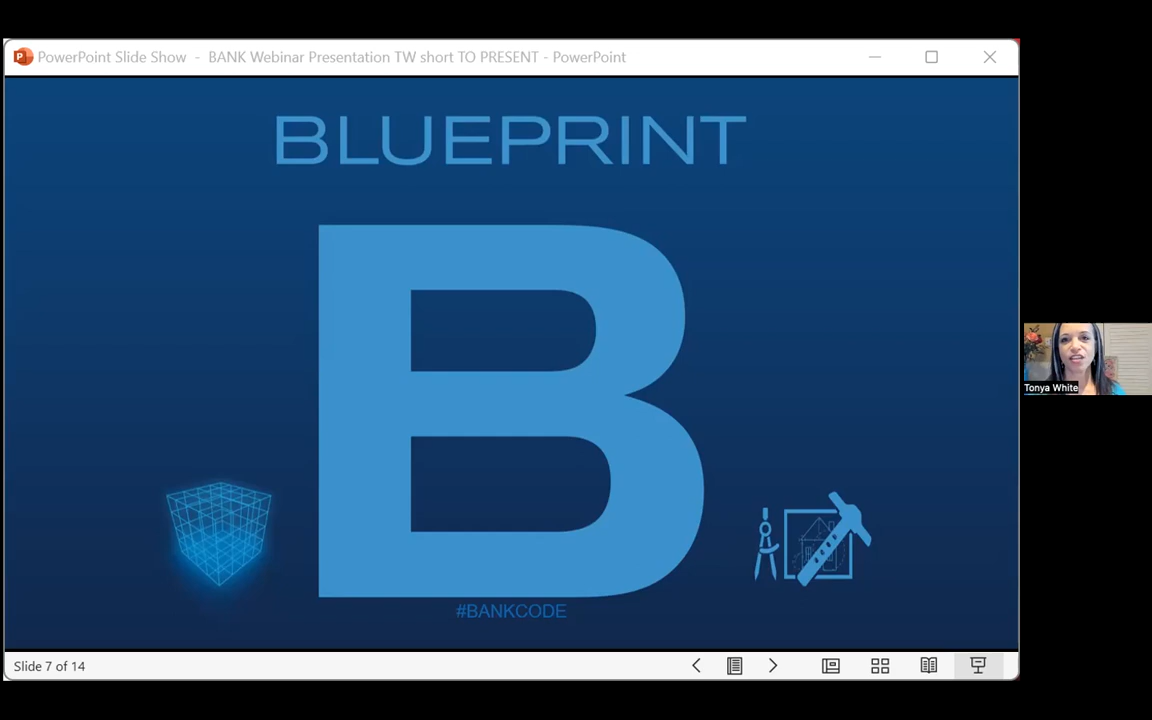 PowerPoint Slide Show - BANK Webinar Presentation TW short TO PRESENT - PowerPoint
BLUEPRINT
B
#BANKCODE
Tonya White
Slide 7 of 14